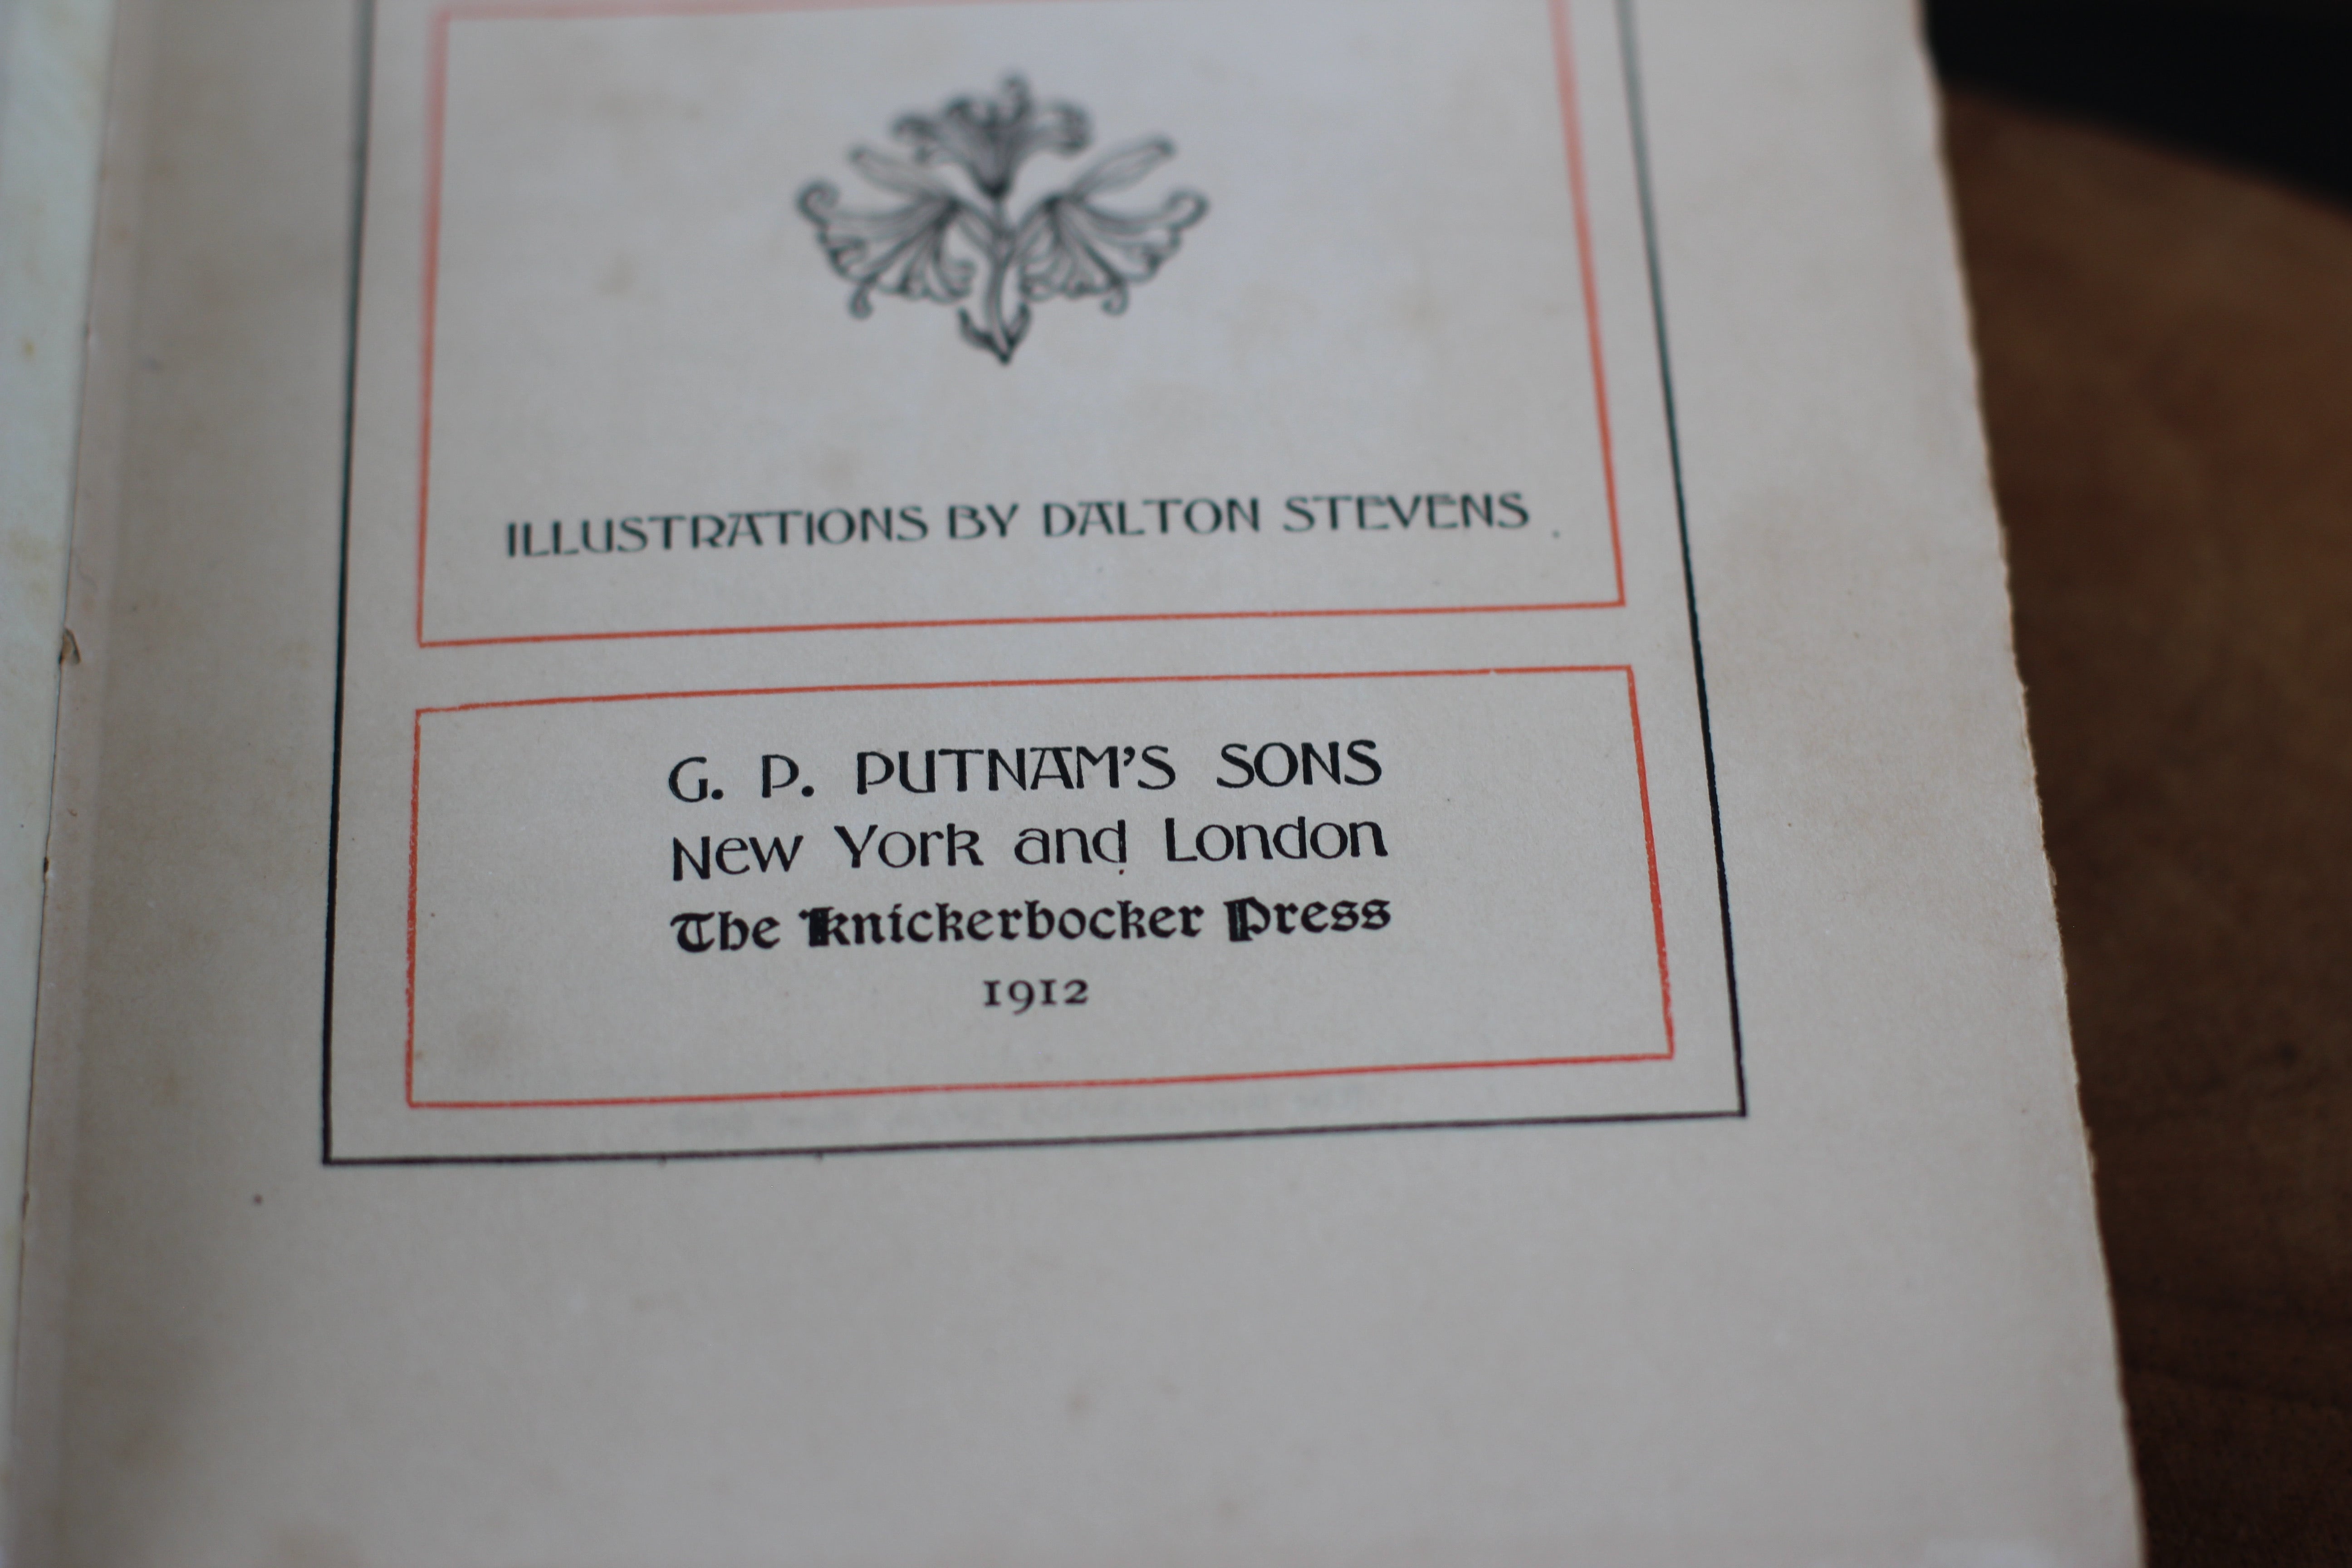 ILLUSTRATIONS BY DALTON STEVENS
G. P. PUTNAM'S SONS
New York and London
The Knickerbocker Press
1912